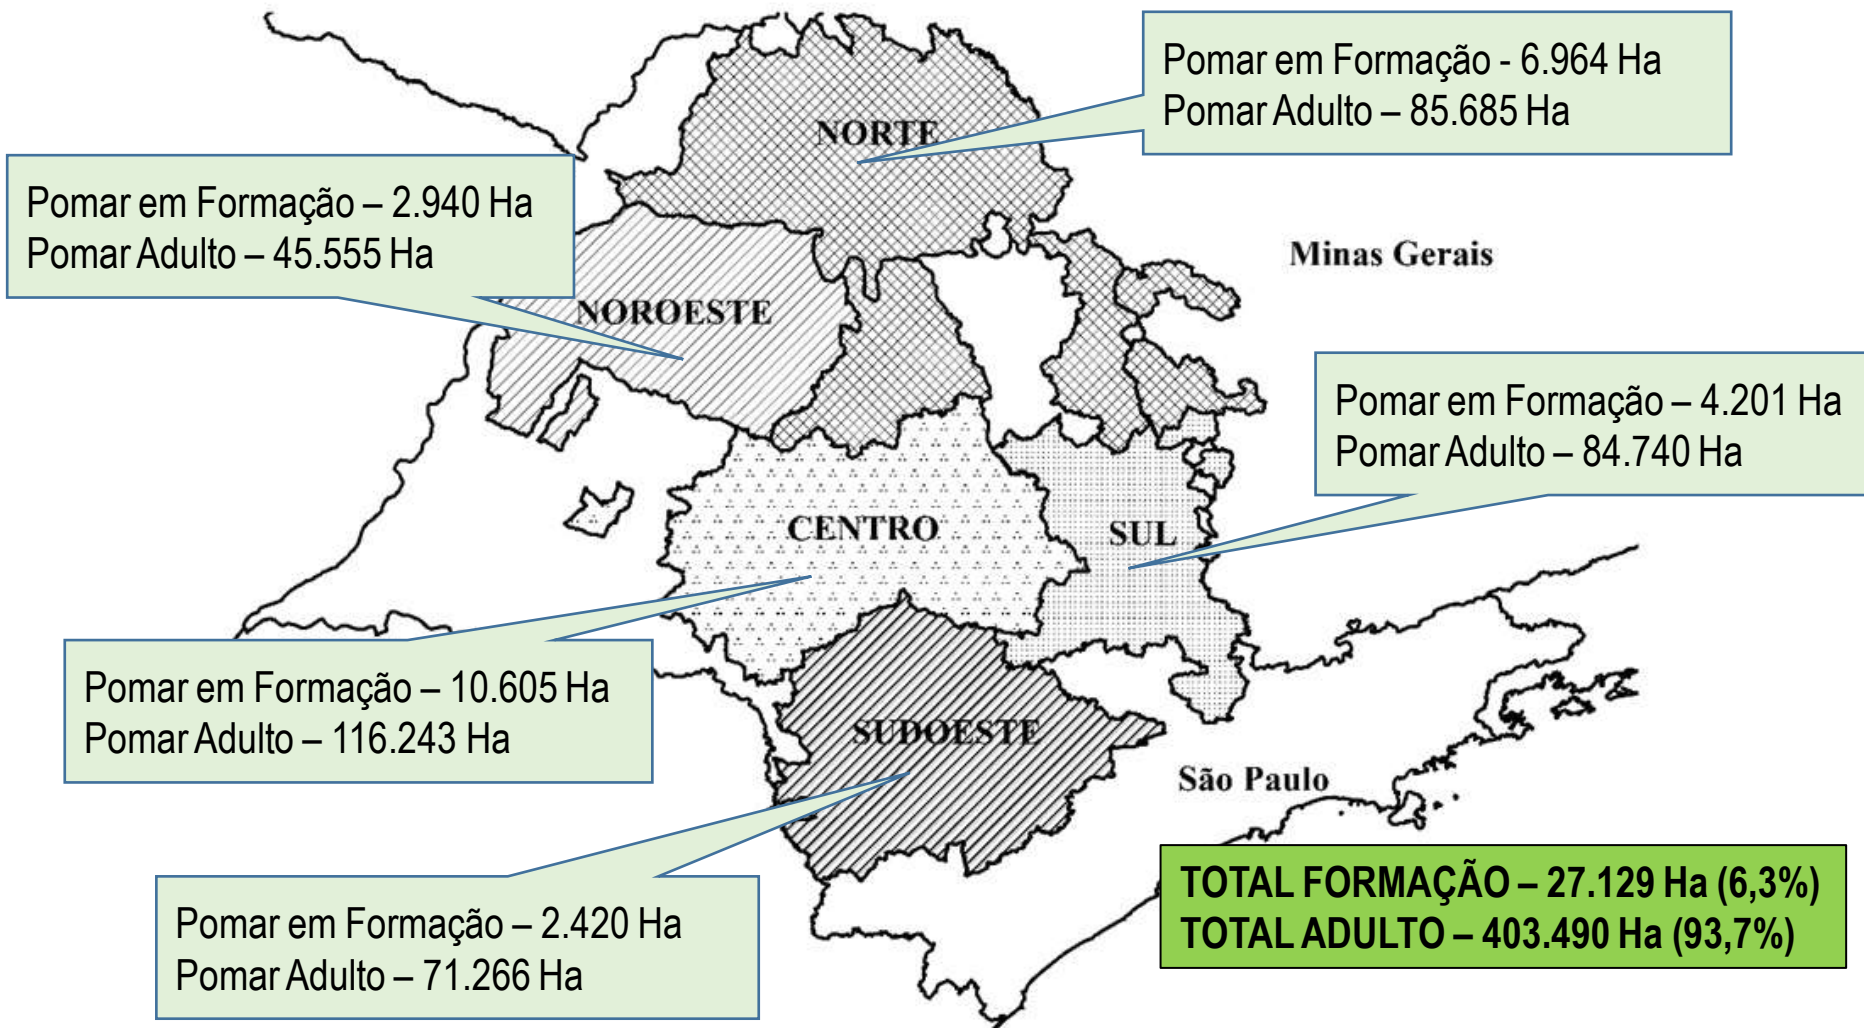 Pomar em Formação - 6.964 Ha
Pomar Adulto – 85.685 Ha
NORTE
Pomar em Formação – 2.940 Ha
Pomar Adulto – 45.555 Ha
Minas Gerais
NOROESTE
Pomar em Formação – 4.201 Ha
Pomar Adulto – 84.740 Ha
CENTRO
SUL
Pomar em Formação – 10.605 Ha
Pomar Adulto – 116.243 Ha
SUDOESTE
São Paulo
TOTAL FORMAÇÃO – 27.129 Ha (6,3%)
TOTAL ADULTO – 403.490 Ha (93,7%)
Pomar em Formação – 2.420 Ha
Pomar Adulto – 71.266 Ha